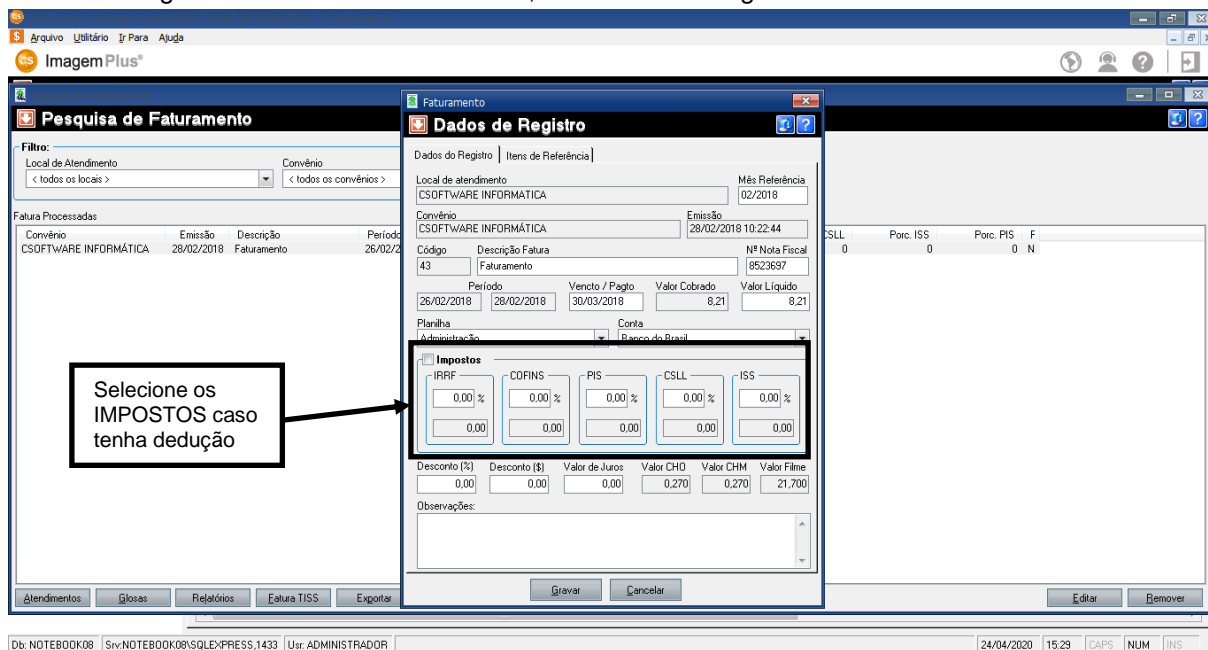 Arquivo Utilitário Ir Para Ajuda
ImagemPlus®
Pesquisa de Faturamento
Filtro:
Local de Atendimento Convênio
< todos os locais > < todos os convênios >
Fatura Processadas
Convênio Emissão Descrição Período CSLL Porc. ISS Porc. PIS F
CSOFTWARE INFORMÁTICA 28/02/2018 Faturamento 26/02/2 0 0 0 N
Selecione os
IMPOSTOS caso
tenha dedução
Faturamento
Dados de Registro
Dados do Registro Itens de Referência
Local de atendimento Mês Referência
CSOFTWARE INFORMATICA 02/2018
Convênio Emissão
CSOFTWARE INFORMÁTICA 28/02/2018 10:22:44
Código Descrição Fatura Nº Nota Fiscal
43 Faturamento 8523697
Período Vencto / Pagto Valor Cobrado Valor Líquido
26/02/2018 28/02/2018 30/03/2018 8,21 8,21
Planilha Conta
Administração Banco do Brasil
Impostos
IRRF COFINS PIS CSLL ISS
0,00 % 0,00 % 0,00 % 0,00 % 0,00 %
0,00 0,00 0,00 0,00 0,00
Desconto (%) Desconto ($) Valor de Juros Valor CHO Valor CHM Valor Filme
0,00 0,00 0,00 0,270 0,270 21,700
Observações:
Gravar Cancelar
Atendimentos Glosas Relatórios Fatura TISS Exportar Editar Remover
Db: NOTEBOOK08 Srv:NOTEBOOK08\SQLEXPRESS,1433 Usr: ADMINISTRADOR 24/04/2020 15:29 CAPS NUM INS